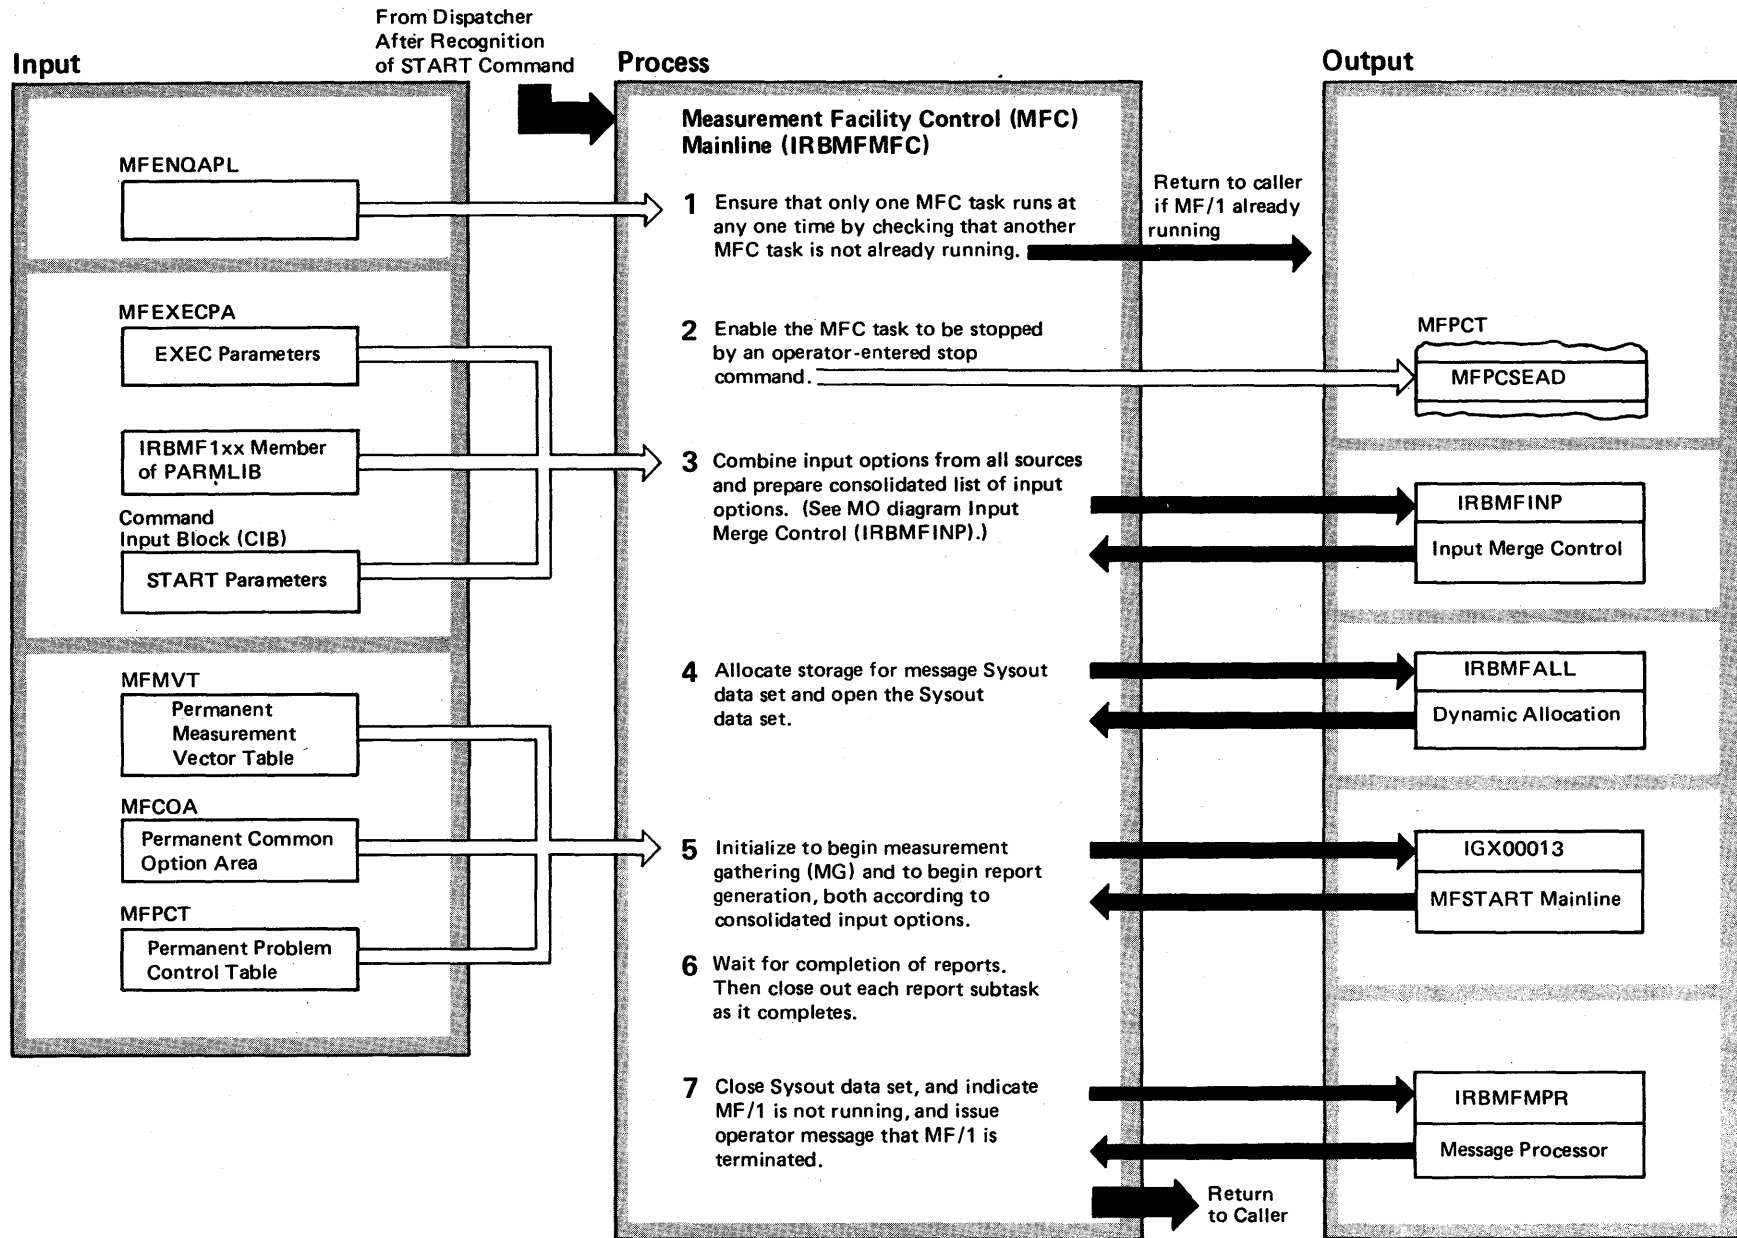 From Dispatcher
After Recognition
of START Command
Input
MFENQAPL
MFEXECPA
EXEC Parameters
IRBMF1xx Member
of PARMLIB
Command
Input Block (CIB)
START Parameters
MFMVT
Permanent
Measurement
Vector Table
MFCOA
Permanent Common
Option Area
MFPCT
Permanent Problem
Control Table
Process
Measurement Facility Control (MFC)
Mainline (IRBMFMFC)
1 Ensure that only one MFC task runs at
any one time by checking that another
MFC task is not already running.
Return to caller
if MF/1 already
running
2 Enable the MFC task to be stopped
by an operator-entered stop
command.
3 Combine input options from all sources
and prepare consolidated list of input
options. (See MO diagram Input
Merge Control (IRBMFINP).)
4 Allocate storage for message Sysout
data set and open the Sysout
data set.
5 Initialize to begin measurement
gathering (MG) and to begin report
generation, both according to
consolidated input options.
6 Wait for completion of reports.
Then close out each report subtask
as it completes.
7 Close Sysout data set, and indicate
MF/1 is not running, and issue
operator message that MF/1 is
terminated.
Return
to Caller
Output
MFPCT
MFPCSEAD
IRBMFINP
Input Merge Control
IRBMFALL
Dynamic Allocation
IGX00013
MFSTART Mainline
IRBMFMPR
Message Processor